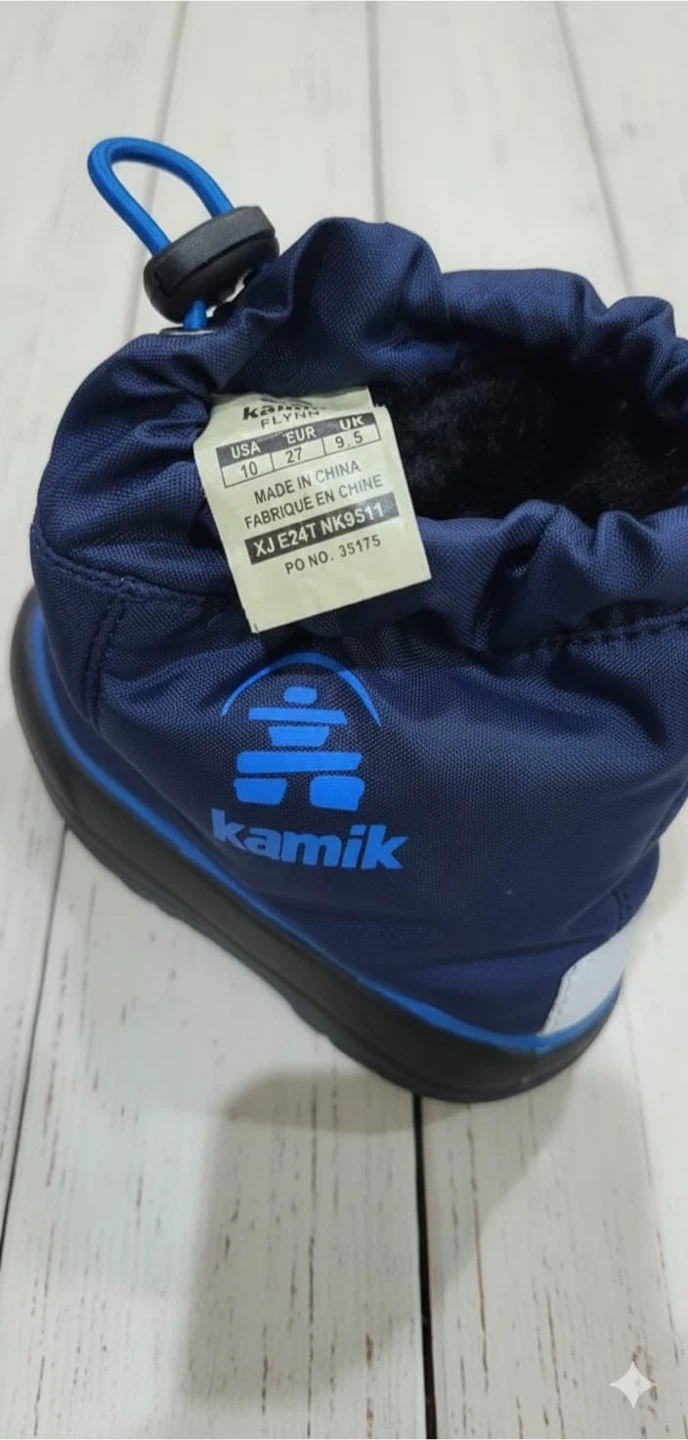 kamik
FLYNN
USA EUR UK
10 27 9.5
MADE IN CHINA
FABRIQUE EN CHINE
XJ E24T NK9511
PO NO. 35175
kamik